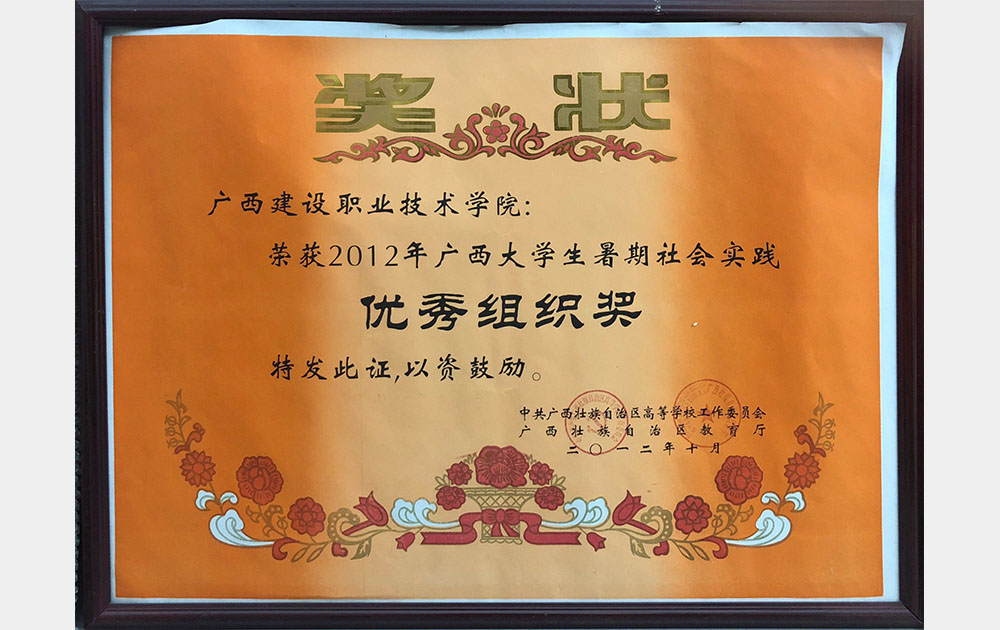 奖状
广西建设职业技术学院：
荣获2012年广西大学生暑期社会实践
优秀组织奖
特发此证，以资鼓励。
中共广西壮族自治区高等学校工作委员会
广西壮族自治区教育厅
二〇一二年十月